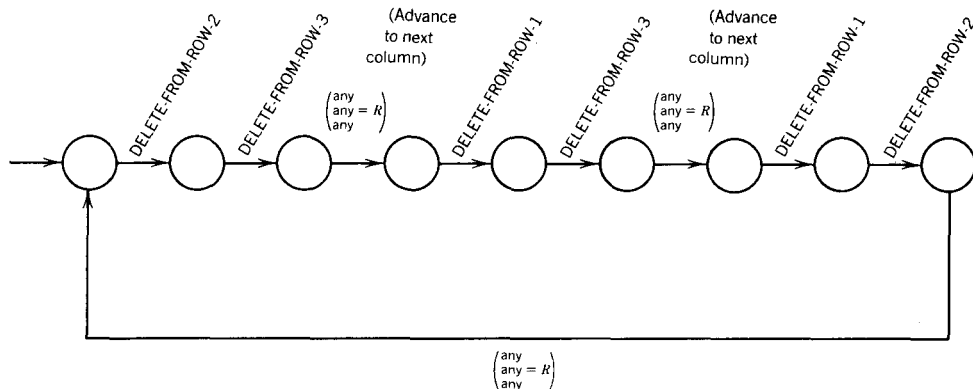 DELETE-FROM-ROW-2
DELETE-FROM-ROW-3
(Advance
to next
column)
any
any = R
any
DELETE-FROM-ROW-1
DELETE-FROM-ROW-3
(Advance
to next
column)
any
any = R
any
DELETE-FROM-ROW-1
DELETE-FROM-ROW-2
any
any = R
any